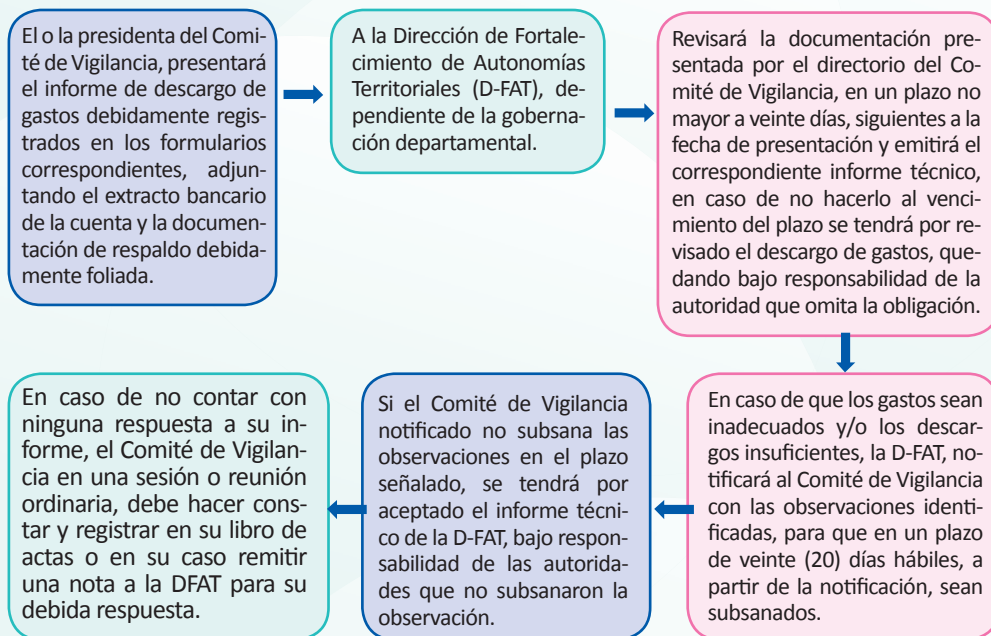 El o la presidenta del Comi-
té de Vigilancia, presentará
el informe de descargo de
gastos debidamente regis-
trados en los formularios
correspondientes, adjun-
tando el extracto bancario
de la cuenta y la documen-
tación de respaldo debida-
mente foliada.
A la Dirección de Fortale-
cimiento de Autonomías
Territoriales (D-FAT), de-
pendiente de la goberna-
ción departamental.
Revisará la documentación pre-
sentada por el directorio del Co-
mité de Vigilancia, en un plazo no
mayor a veinte días, siguientes a la
fecha de presentación y emitirá el
correspondiente informe técnico,
en caso de no hacerlo al venci-
miento del plazo se tendrá por re-
visado el descargo de gastos, que-
dando bajo responsabilidad de la
autoridad que omita la obligación.
En caso de que los gastos sean
inadecuados y/o los descar-
gos insuficientes, la D-FAT, no-
tificará al Comité de Vigilancia
con las observaciones identi-
ficadas, para que en un plazo
de veinte (20) días hábiles, a
partir de la notificación, sean
subsanados.
Si el Comité de Vigilancia
notificado no subsana las
observaciones en el plazo
señalado, se tendrá por
aceptado el informe técni-
co de la D-FAT, bajo respon-
sabilidad de las autorida-
des que no subsanaron la
observación.
En caso de no contar con
ninguna respuesta a su in-
forme, el Comité de Vigilan-
cia en una sesión o reunión
ordinaria, debe hacer cons-
tar y registrar en su libro de
actas o en su caso remitir
una nota a la DFAT para su
debida respuesta.